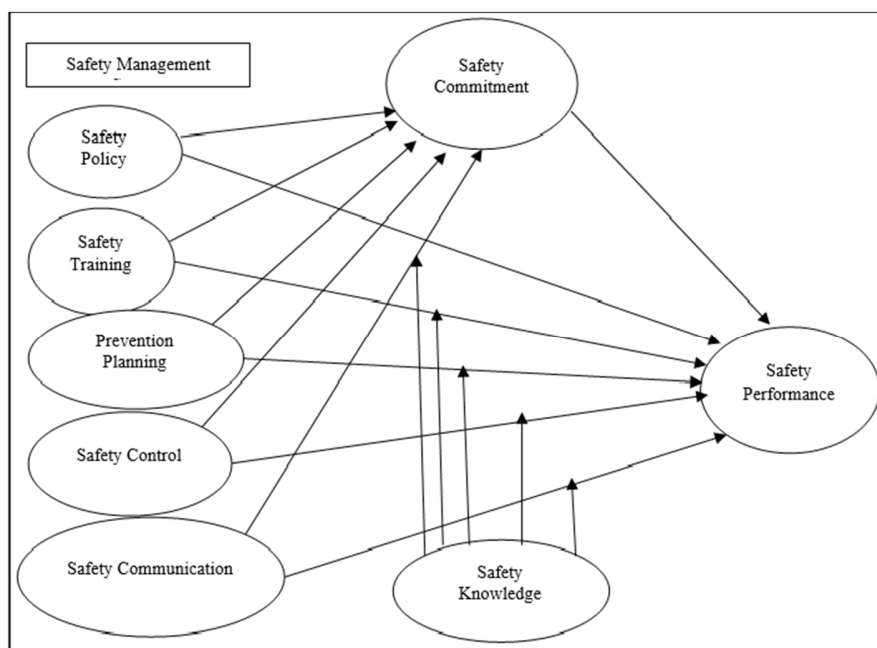 Safety Management
Safety
Commitment
Safety
Policy
Safety
Training
Prevention
Planning
Safety
Performance
Safety Control
Safety Communication
Safety
Knowledge